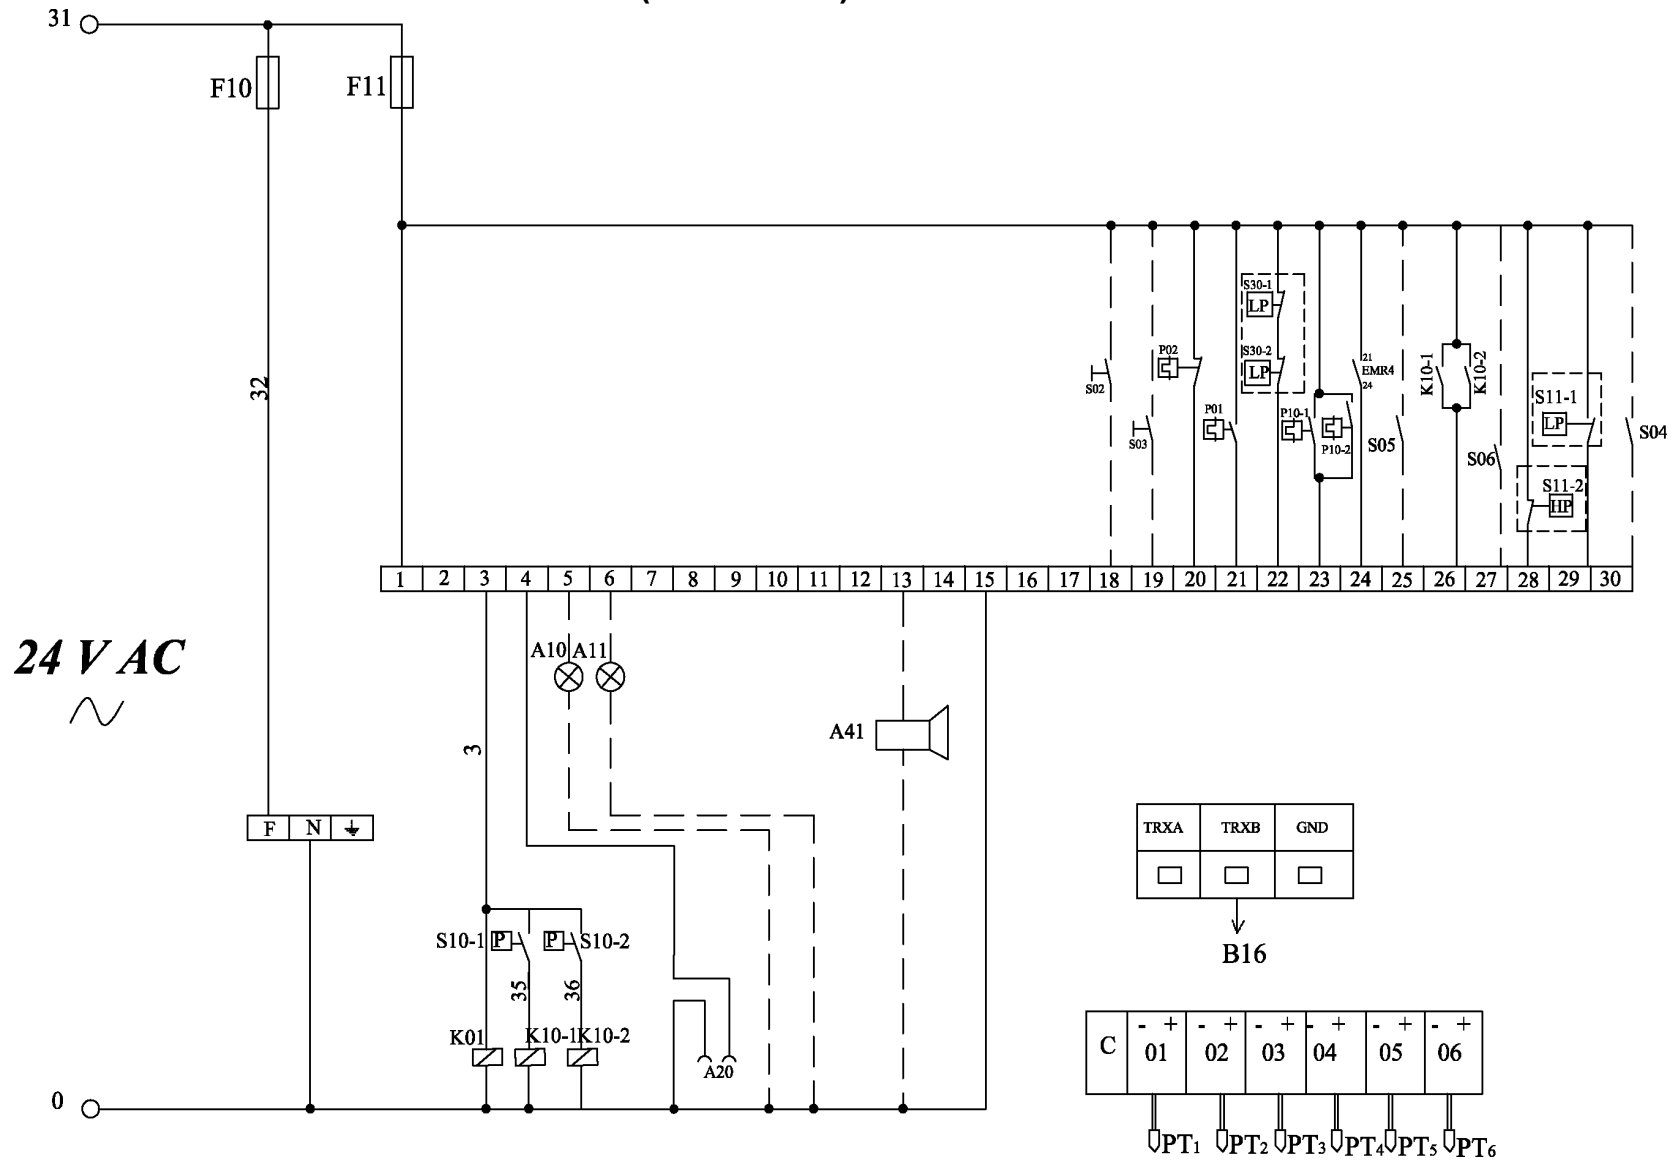 31
F10
F11
32
S30-1
LP
S30-2
LP
P02
S02
S03
P01
P10-1
P10-2
21
EMR4
24
S05
K10-1
K10-2
S06
S11-1
LP
S11-2
HP
S04
1 2 3 4 5 6 7 8 9 10 11 12 13 14 15 16 17 18 19 20 21 22 23 24 25 26 27 28 29 30
24 V AC
A10 A11
A41
3
F N
TRXA TRXB GND
B16
S10-1 P P S10-2
35 36
K01 K10-1 K10-2
A20
0
C - + - + - + - + - + - +
01 02 03 04 05 06
PT1 PT2 PT3 PT4 PT5 PT6